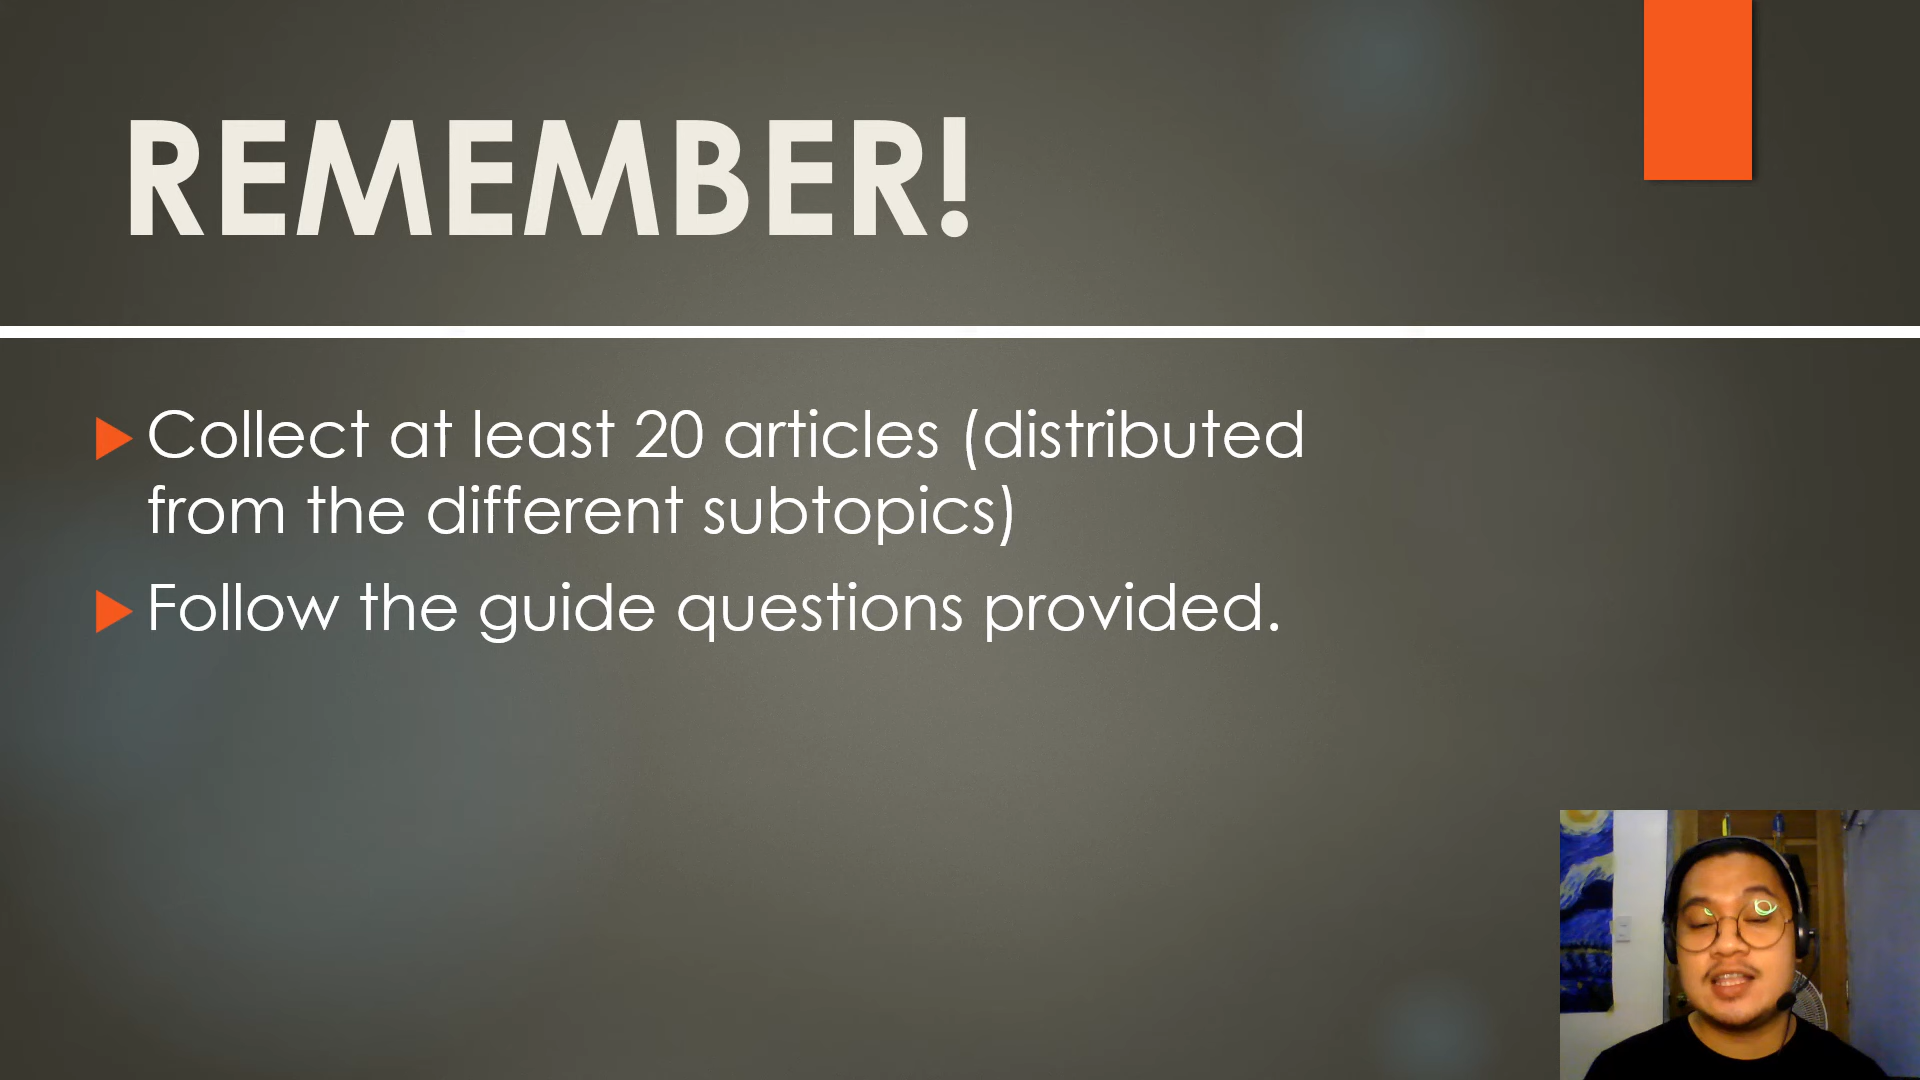 REMEMBER!
Collect at least 20 articles (distributed
from the different subtopics)
Follow the guide questions provided.